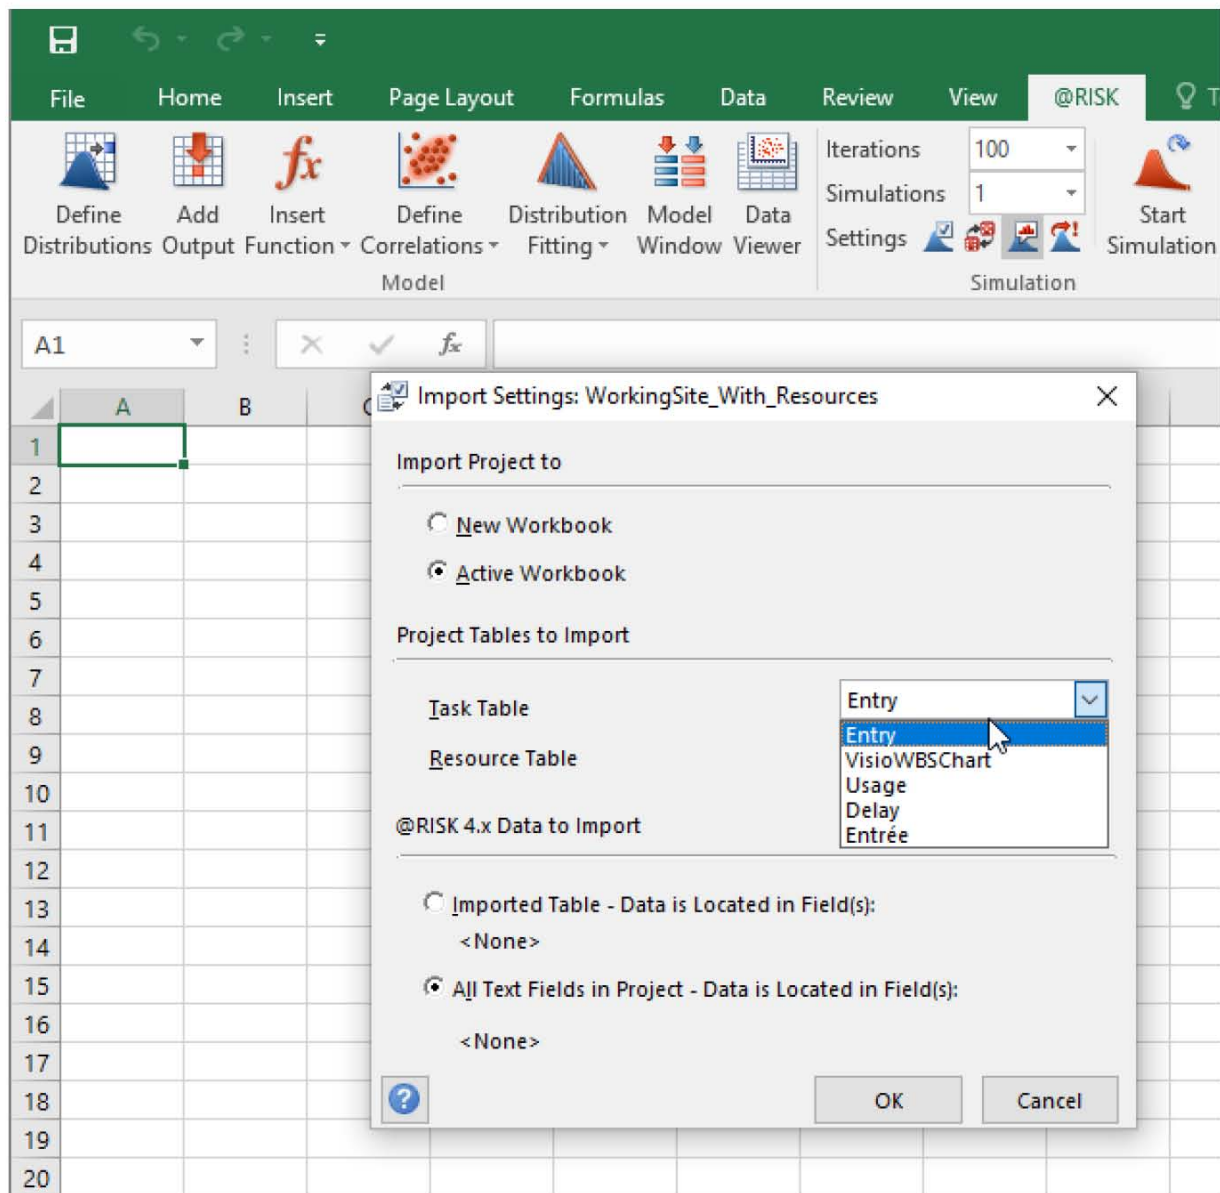 File Home Insert Page Layout Formulas Data Review View @RISK T
Define Distributions
Add Output
Insert Function
Define Correlations
Distribution Fitting
Model Window
Data Viewer
Model
Iterations 100
Simulations 1
Settings
Simulation
Start Simulation
A1 fx
A B C
1
2
3
4
5
6
7
8
9
10
11
12
13
14
15
16
17
18
19
20
Import Settings: WorkingSite_With_Resources
Import Project to
New Workbook
Active Workbook
Project Tables to Import
Task Table Entry
Entry
VisioWBSChart
Usage
Delay
Entrée
Resource Table
@RISK 4.x Data to Import
Imported Table - Data is Located in Field(s):
<None>
All Text Fields in Project - Data is Located in Field(s):
<None>
? OK Cancel